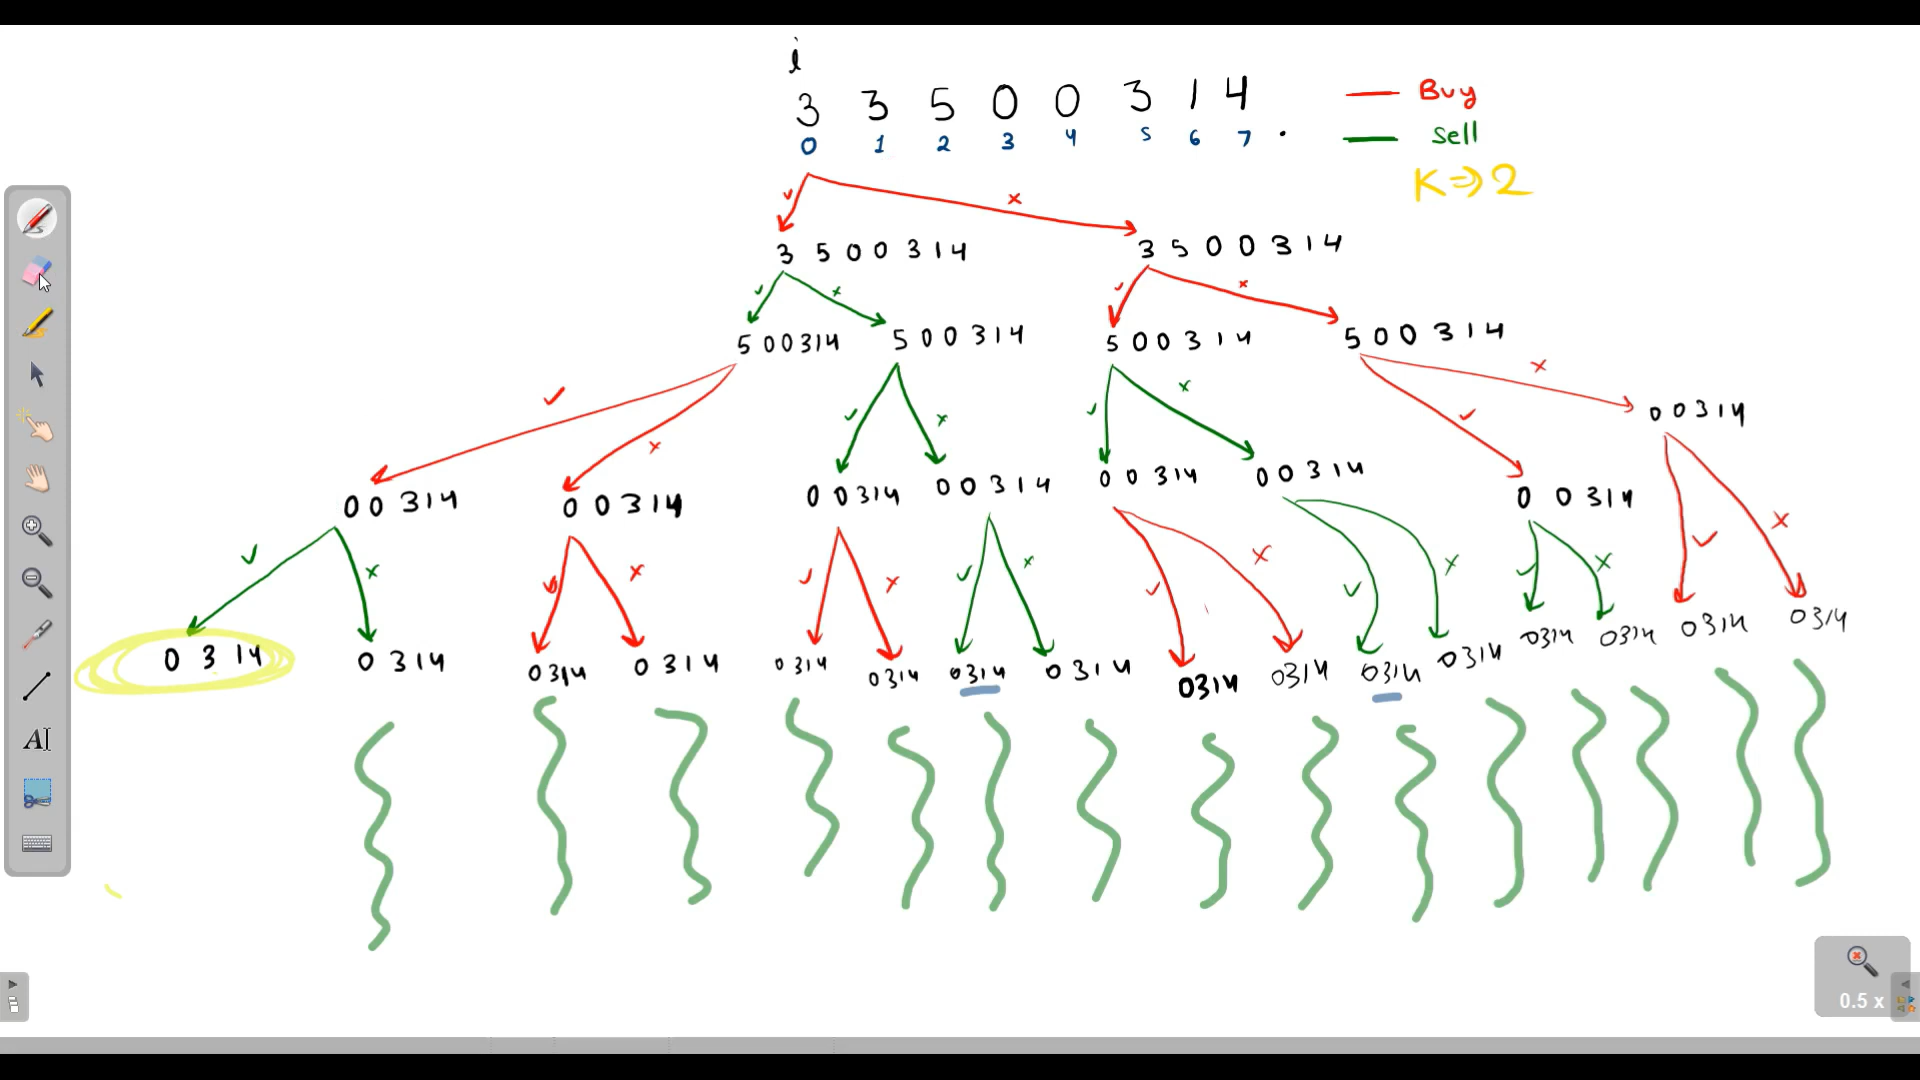 i
3 3 5 0 0 3 1 4
0 1 2 3 4 5 6 7 .
Buy
Sell
K => 2
✓ x
3 5 0 0 3 1 4 3 5 0 0 3 1 4
✓ x ✓ x
5 0 0 3 1 4 5 0 0 3 1 4 5 0 0 3 1 4 5 0 0 3 1 4
✓ x ✓ x ✓ x ✓ x
0 0 3 1 4
0 0 3 1 4 0 0 3 1 4 0 0 3 1 4 0 0 3 1 4 0 0 3 1 4 0 0 3 1 4 0 0 3 1 4
✓ x ✓ x ✓ x ✓ x ✓ x ✓ x ✓ x ✓ x
0 3 1 4 0 3 1 4 0 3 1 4 0 3 1 4 0 3 1 4 0 3 1 4 0 3 1 4 0 3 1 4 0 3 1 4 0 3 1 4 0 3 1 4 0 3 1 4 0 3 1 4 0 3 1 4 0 3 1 4 0 3 1 4
AI
0.5 x